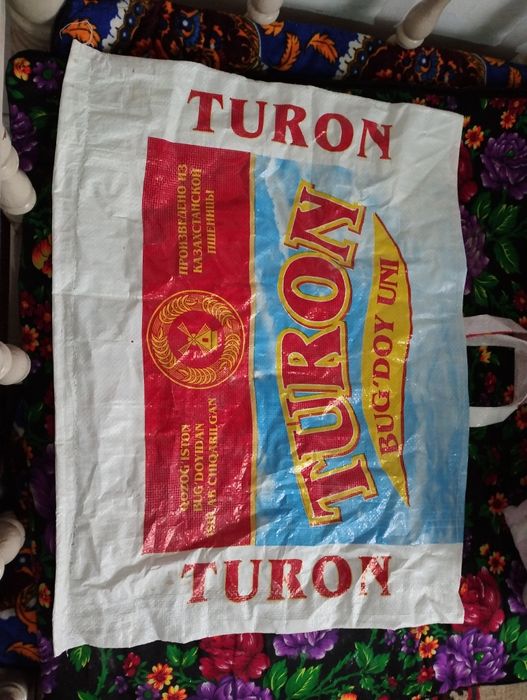 TURON
TURON
BUG'DOY UNI
ПРОИЗВЕДЕНО ИЗ
КАЗАХСТАНСКОЙ
ПШЕНИЦЫ
QOZOG'ISTON
BUG'DOYIDAN
ISHLAB CHIQARILGAN
TURON